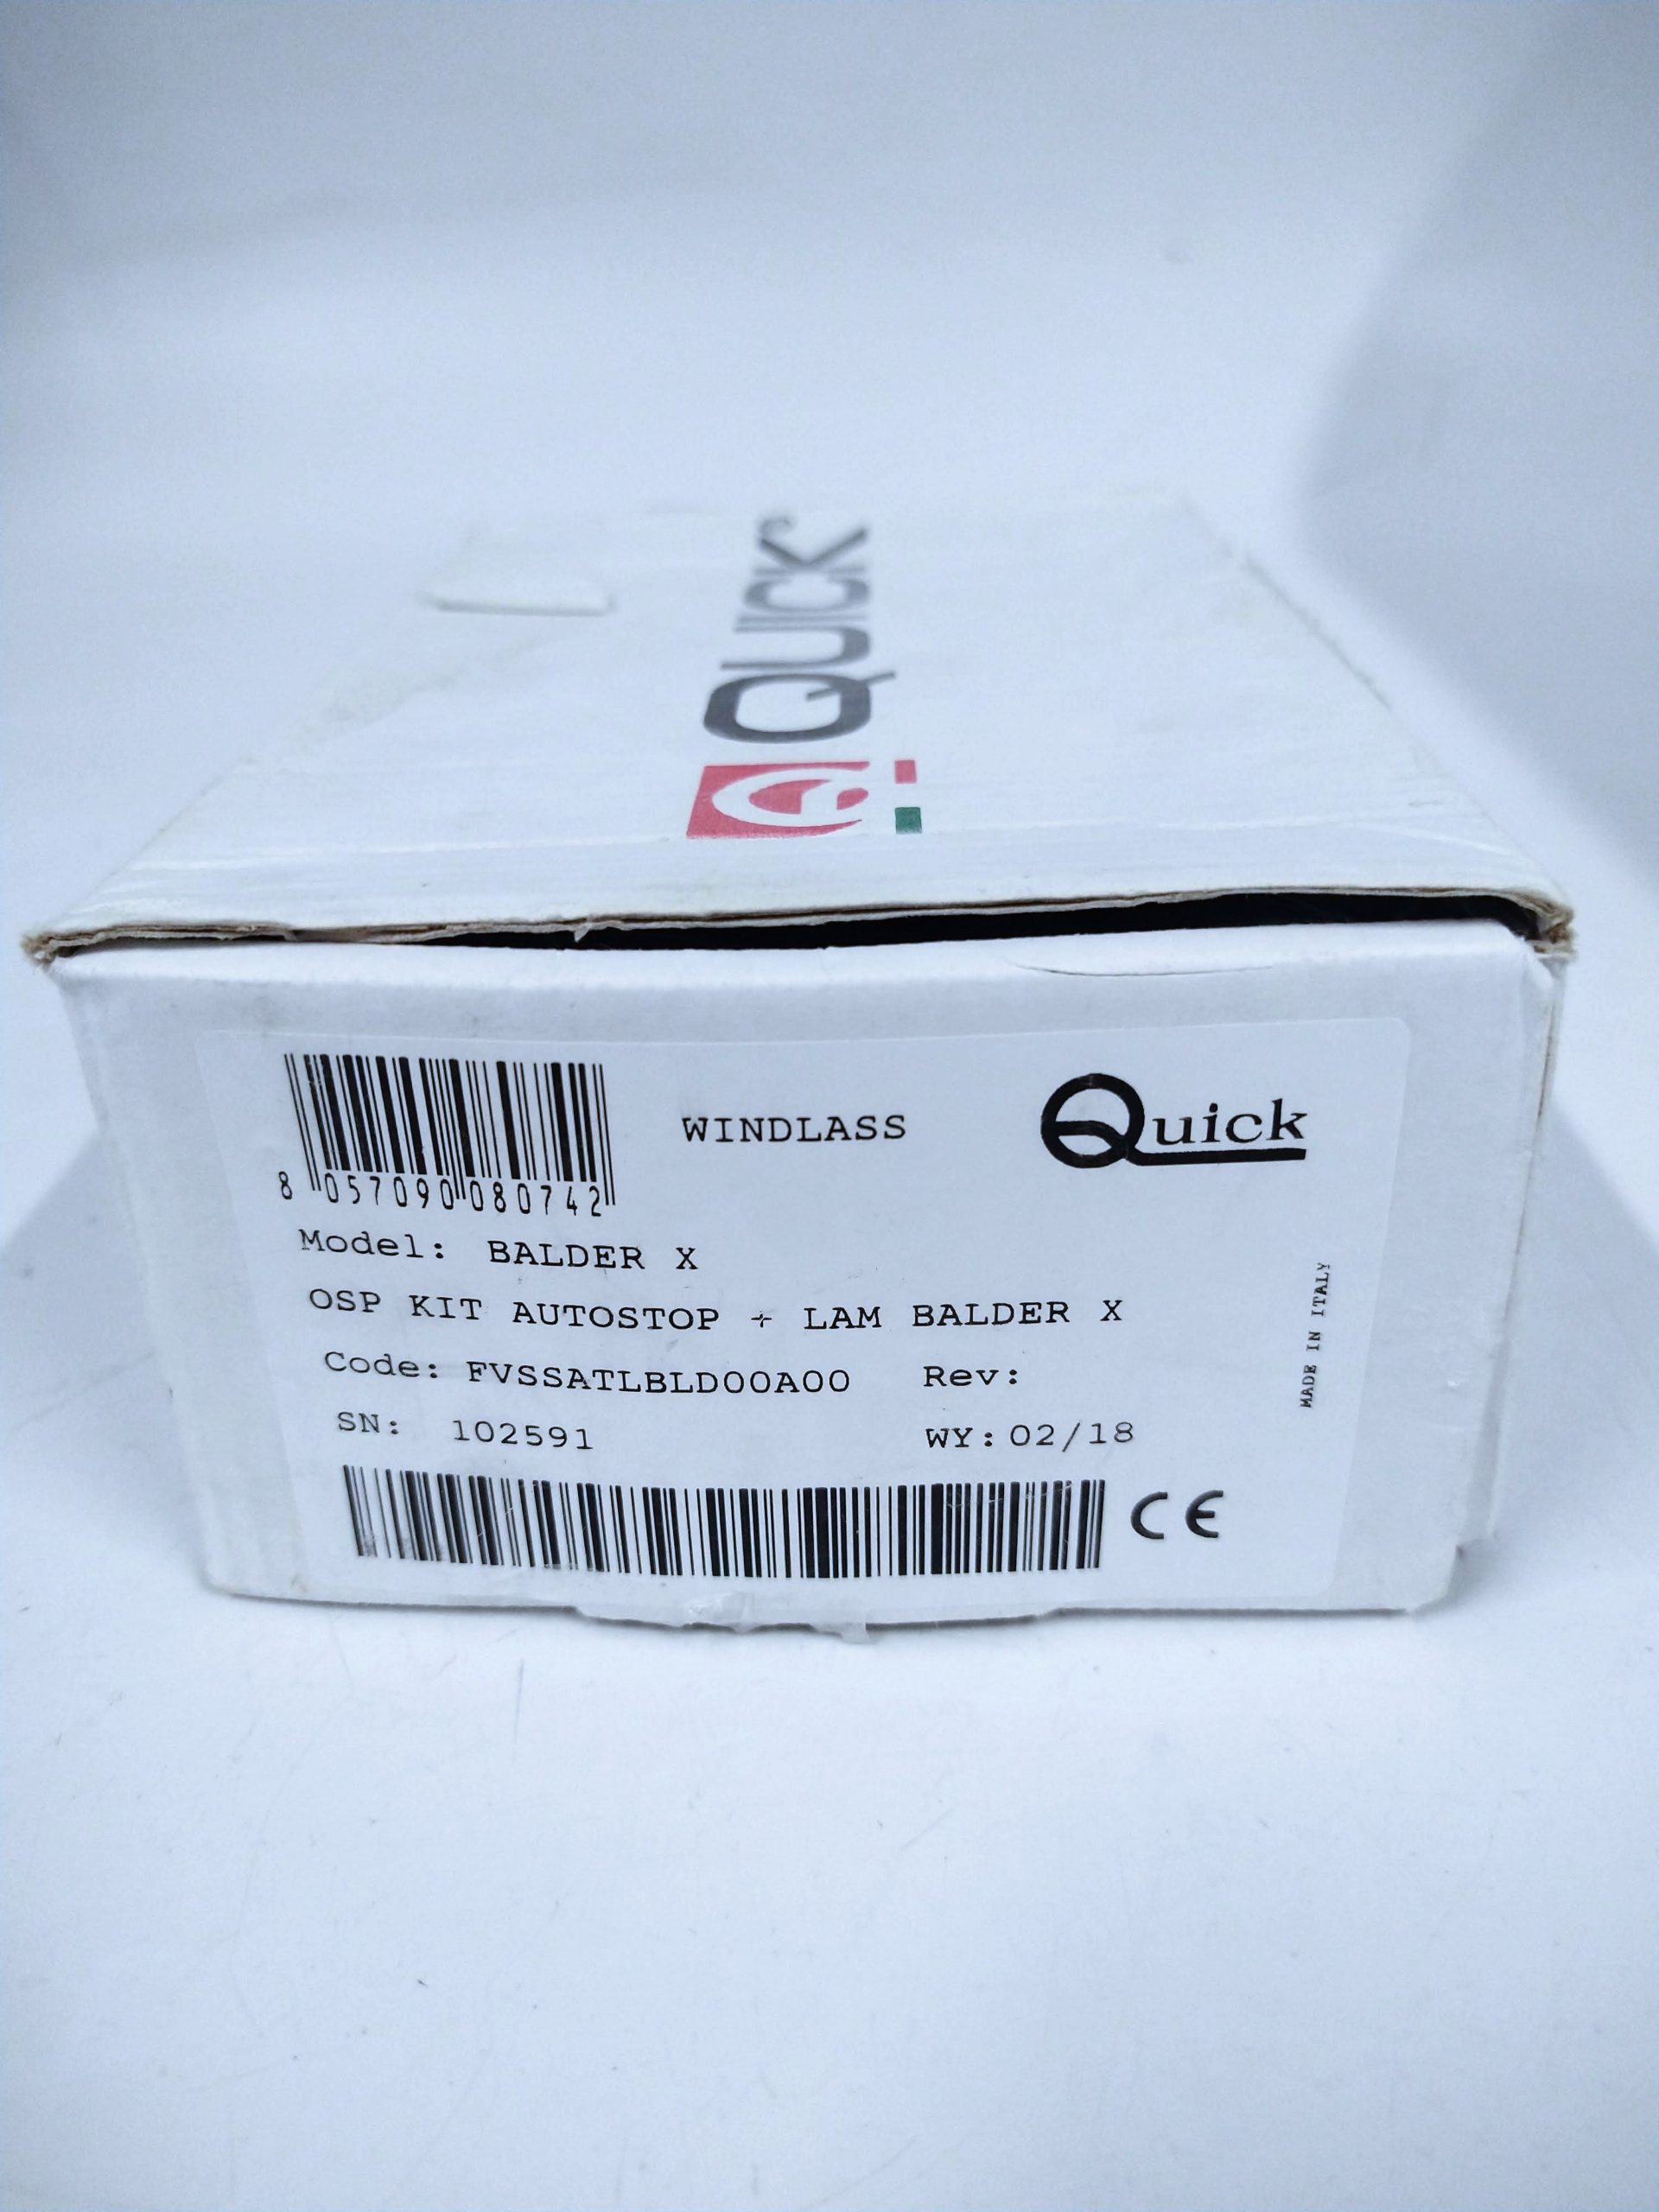 QUICK®
WINDLASS
Quick
8 057090 080742
Model: BALDER X
OSP KIT AUTOSTOP + LAM BALDER X
Code: FVSSATLBLD00A00 Rev:
SN: 102591 WY: 02/18
MADE IN ITALY
CE